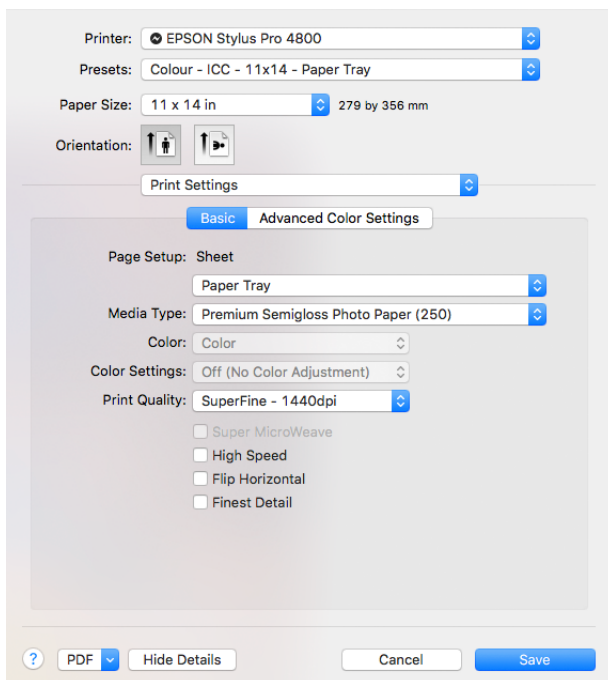 Printer: EPSON Stylus Pro 4800
Presets: Colour - ICC - 11x14 - Paper Tray
Paper Size: 11 x 14 in 279 by 356 mm
Orientation:
Print Settings
Basic Advanced Color Settings
Page Setup: Sheet
Paper Tray
Media Type: Premium Semigloss Photo Paper (250)
Color: Color
Color Settings: Off (No Color Adjustment)
Print Quality: SuperFine - 1440dpi
Super MicroWeave
High Speed
Flip Horizontal
Finest Detail
? PDF Hide Details Cancel Save